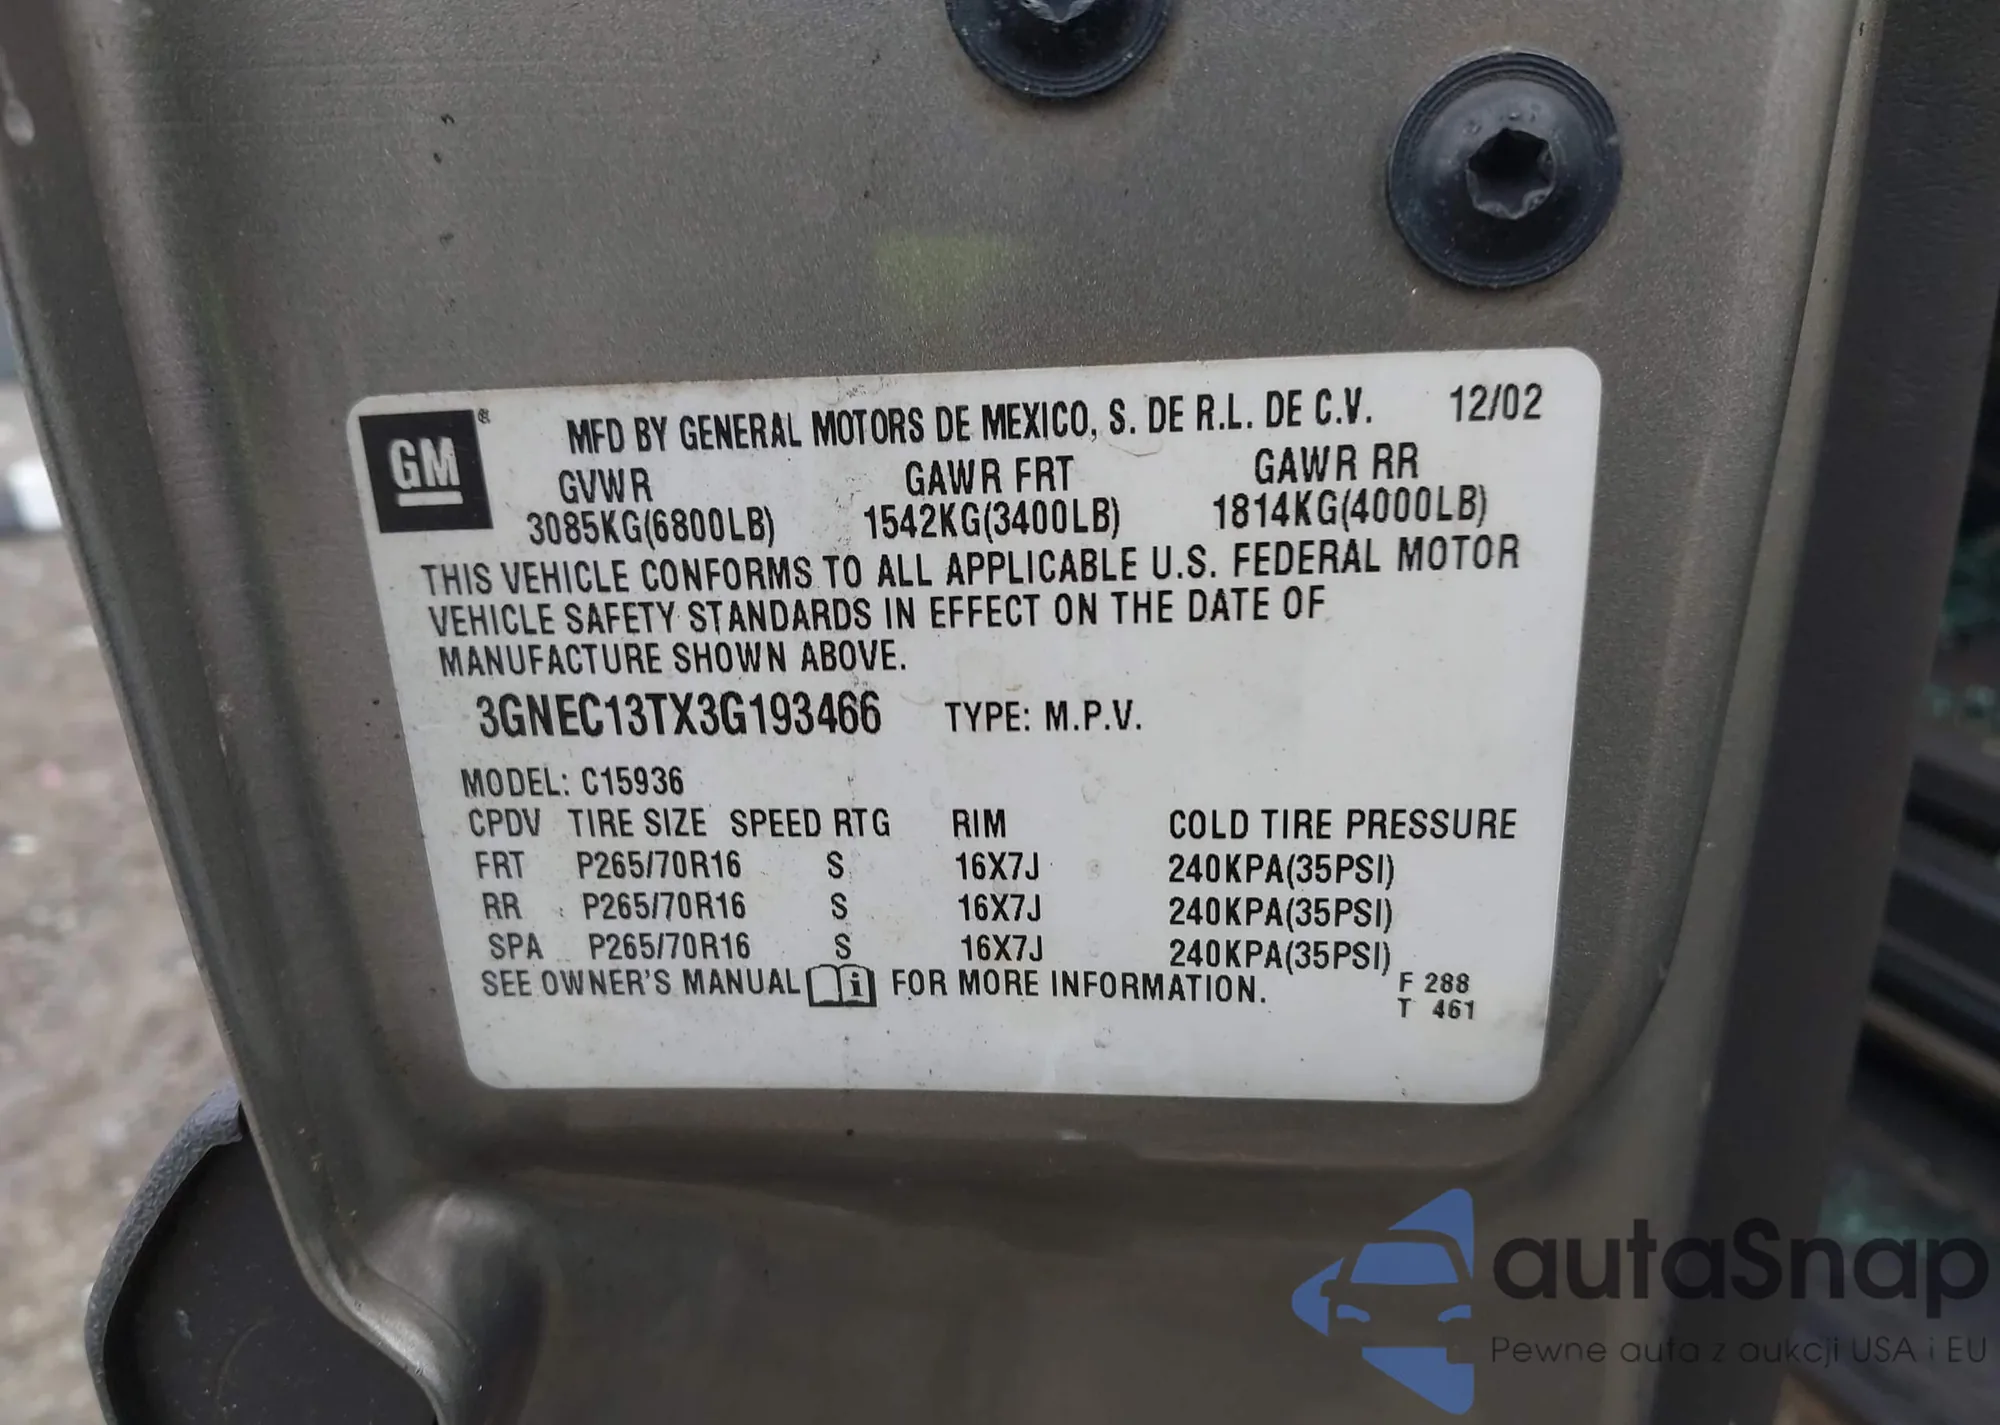 GM®
MFD BY GENERAL MOTORS DE MEXICO, S. DE R.L. DE C.V. 12/02
GVWR GAWR FRT GAWR RR
3085KG(6800LB) 1542KG(3400LB) 1814KG(4000LB)
THIS VEHICLE CONFORMS TO ALL APPLICABLE U.S. FEDERAL MOTOR
VEHICLE SAFETY STANDARDS IN EFFECT ON THE DATE OF
MANUFACTURE SHOWN ABOVE.
3GNEC13TX3G193466 TYPE: M.P.V.
MODEL: C15936
CPDV TIRE SIZE SPEED RTG RIM COLD TIRE PRESSURE
FRT P265/70R16 S 16X7J 240KPA(35PSI)
RR P265/70R16 S 16X7J 240KPA(35PSI)
SPA P265/70R16 S 16X7J 240KPA(35PSI)
SEE OWNER'S MANUAL i FOR MORE INFORMATION.
F 288
T 461
autaSnap
Pewne auta z aukcji USA i EU